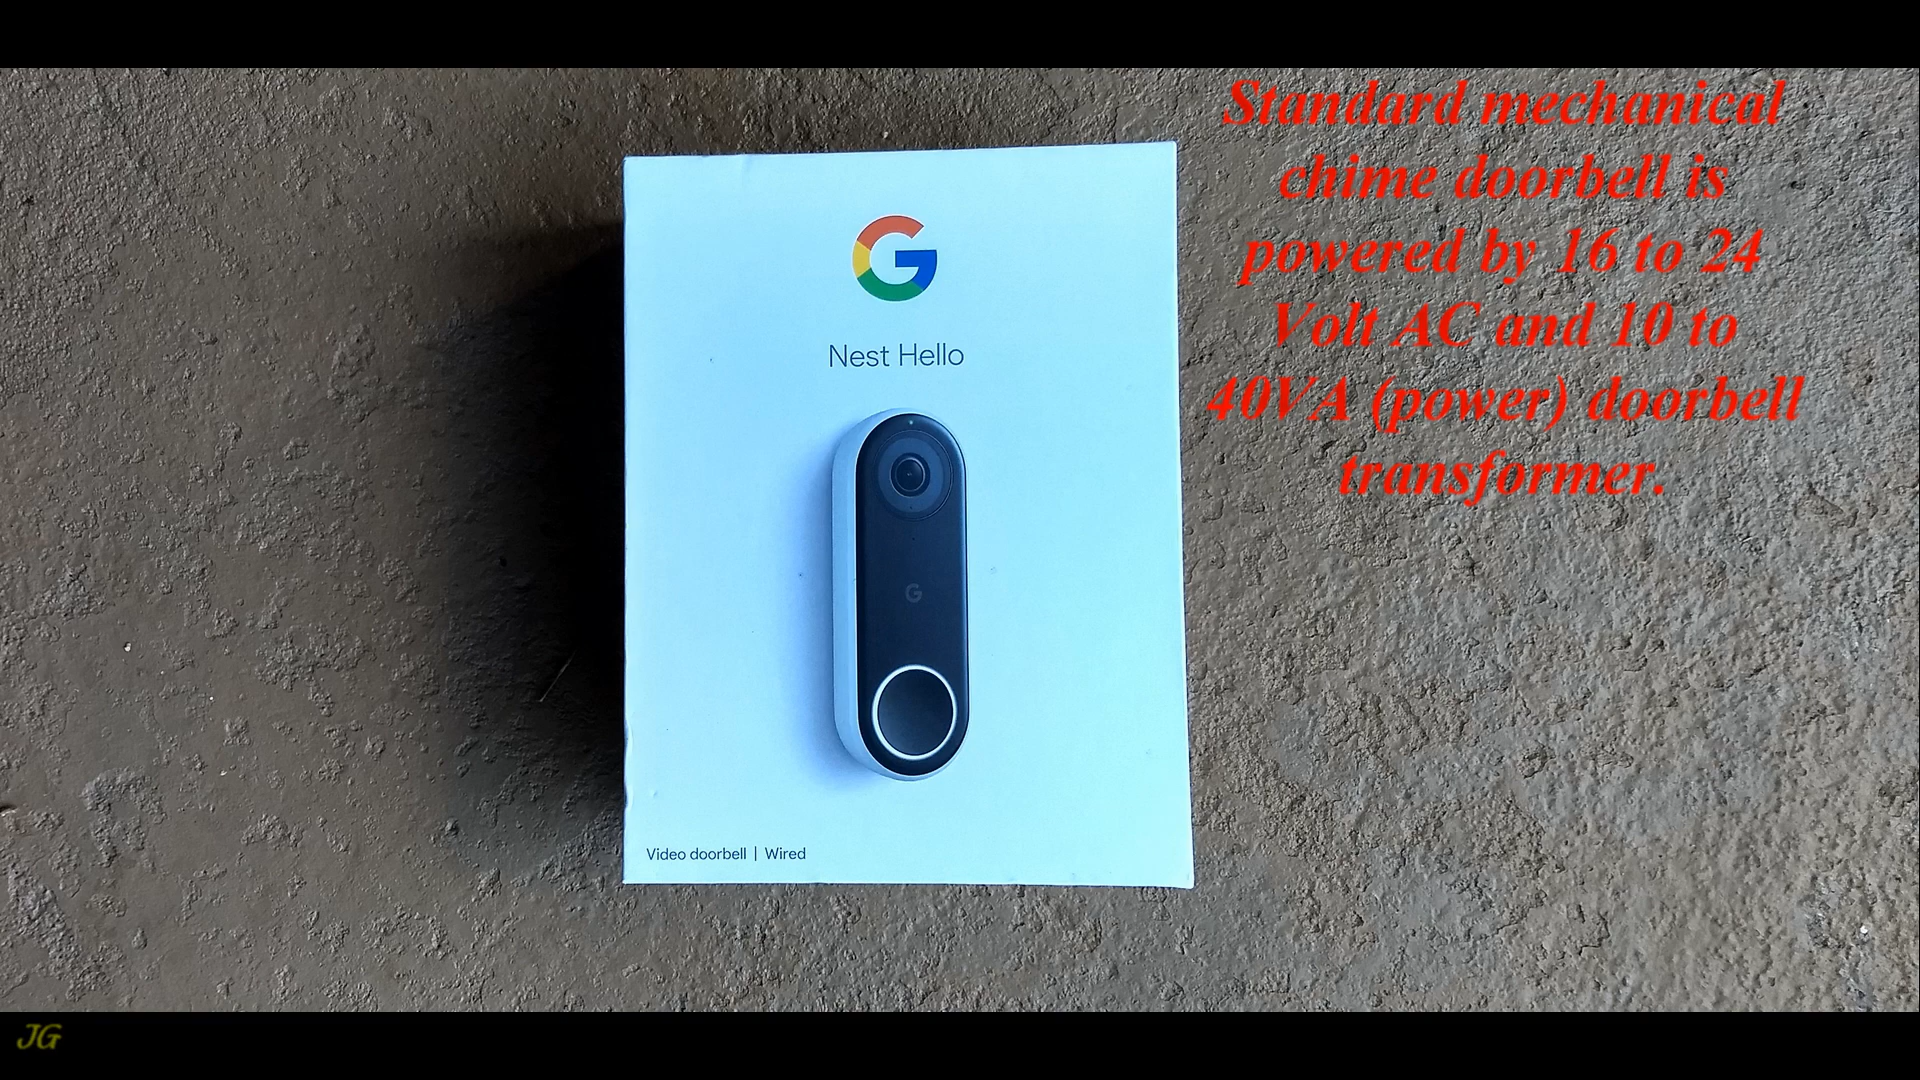 Standard mechanical
chime doorbell is
powered by 16 to 24
Volt AC and 10 to
40VA (power) doorbell
transformer.
G
Nest Hello
G
Video doorbell | Wired
JG